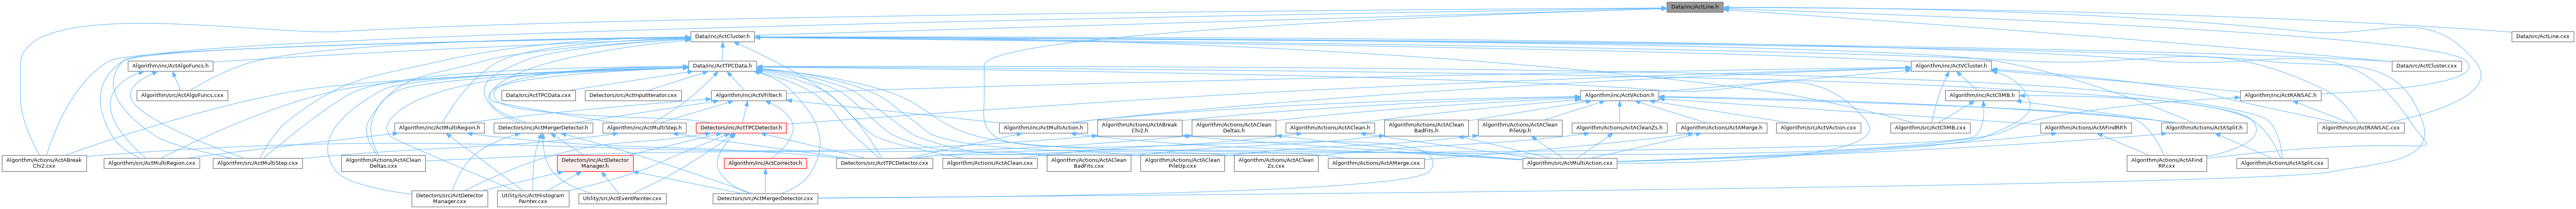 Data/inc/ActLine.h
Data/inc/ActCluster.h
Data/src/ActLine.cxx
Algorithm/inc/ActAlgoFuncs.h
Data/inc/ActTPCData.h
Algorithm/inc/ActVCluster.h
Data/src/ActCluster.cxx
Algorithm/src/ActAlgoFuncs.cxx
Data/src/ActTPCData.cxx
Detectors/src/ActInputIterator.cxx
Algorithm/inc/ActVFilter.h
Algorithm/inc/ActVAction.h
Algorithm/inc/ActClIMB.h
Algorithm/inc/ActRANSAC.h
Algorithm/inc/ActMultiRegion.h
Detectors/inc/ActMergerDetector.h
Algorithm/inc/ActMultiStep.h
Detectors/inc/ActTPCDetector.h
Algorithm/inc/ActMultiAction.h
Algorithm/Actions/ActABreak
Chi2.h
Algorithm/Actions/ActAClean
Deltas.h
Algorithm/Actions/ActAClean.h
Algorithm/Actions/ActAClean
BadFits.h
Algorithm/Actions/ActAClean
PileUp.h
Algorithm/Actions/ActACleanZs.h
Algorithm/Actions/ActAMerge.h
Algorithm/src/ActVAction.cxx
Algorithm/src/ActClIMB.cxx
Algorithm/Actions/ActAFindRP.h
Algorithm/Actions/ActASplit.h
Algorithm/src/ActRANSAC.cxx
Algorithm/Actions/ActABreak
Chi2.cxx
Algorithm/src/ActMultiRegion.cxx
Algorithm/src/ActMultiStep.cxx
Algorithm/Actions/ActAClean
Deltas.cxx
Detectors/inc/ActDetector
Manager.h
Algorithm/inc/ActCorrector.h
Detectors/src/ActTPCDetector.cxx
Algorithm/Actions/ActAClean.cxx
Algorithm/Actions/ActAClean
BadFits.cxx
Algorithm/Actions/ActAClean
PileUp.cxx
Algorithm/Actions/ActAClean
Zs.cxx
Algorithm/Actions/ActAMerge.cxx
Algorithm/src/ActMultiAction.cxx
Algorithm/Actions/ActAFind
RP.cxx
Algorithm/Actions/ActASplit.cxx
Detectors/src/ActDetector
Manager.cxx
Utility/src/ActHistogram
Painter.cxx
Utility/src/ActEventPainter.cxx
Detectors/src/ActMergerDetector.cxx